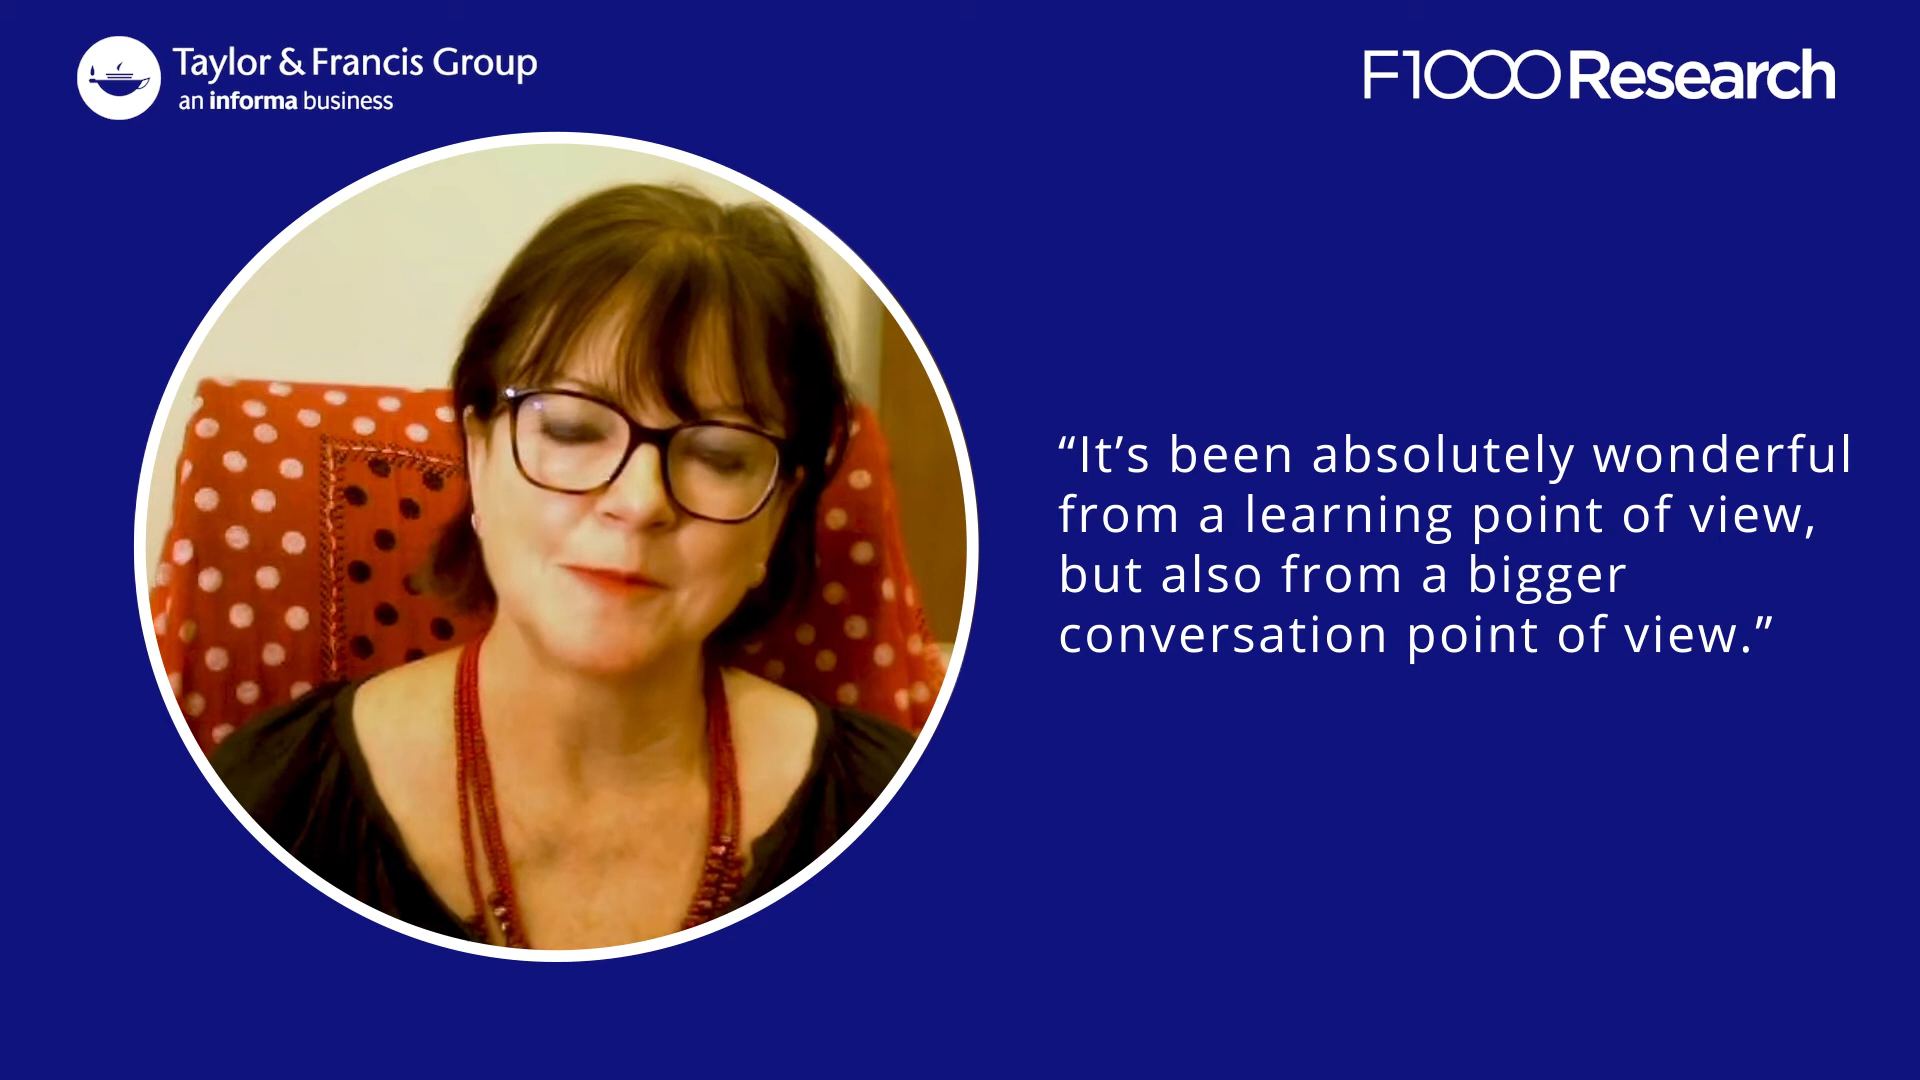 Taylor & Francis Group
an informa business
F1000Research
“It’s been absolutely wonderful
from a learning point of view,
but also from a bigger
conversation point of view.”